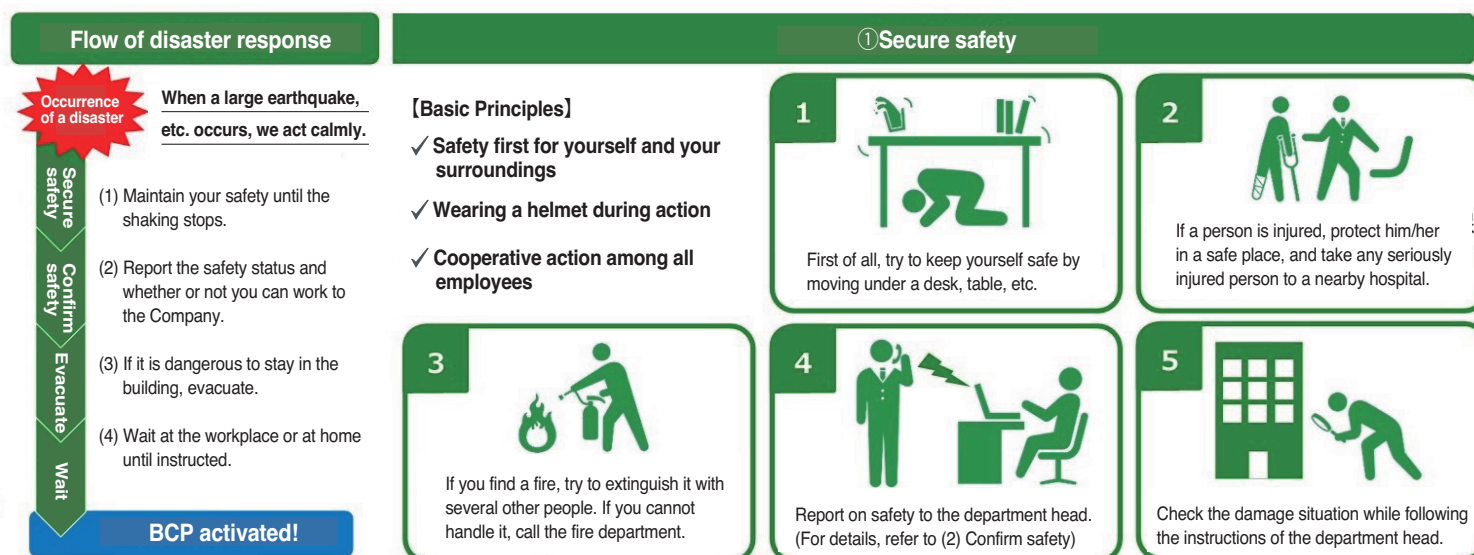 Flow of disaster response
Occurrence
of a disaster
When a large earthquake,
etc. occurs, we act calmly.
Secure
safety
(1) Maintain your safety until the
shaking stops.
Confirm
safety
(2) Report the safety status and
whether or not you can work to
the Company.
Evacuate
(3) If it is dangerous to stay in the
building, evacuate.
Wait
(4) Wait at the workplace or at home
until instructed.
BCP activated!
①Secure safety
【Basic Principles】
✓ Safety first for yourself and your
surroundings
✓ Wearing a helmet during action
✓ Cooperative action among all
employees
1
First of all, try to keep yourself safe by
moving under a desk, table, etc.
2
If a person is injured, protect him/her
in a safe place, and take any seriously
injured person to a nearby hospital.
3
If you find a fire, try to extinguish it with
several other people. If you cannot
handle it, call the fire department.
4
Report on safety to the department head.
(For details, refer to (2) Confirm safety)
5
Check the damage situation while following
the instructions of the department head.